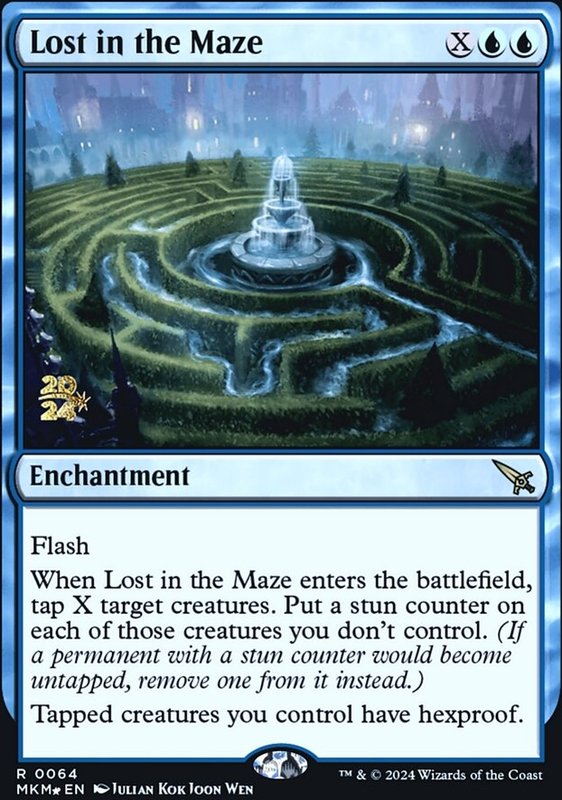 Lost in the Maze X
2024
Enchantment
Flash
When Lost in the Maze enters the battlefield,
tap X target creatures. Put a stun counter on
each of those creatures you don't control. (If
a permanent with a stun counter would become
untapped, remove one from it instead.)
Tapped creatures you control have hexproof.
R 0064
MKM★EN Julian Kok Joon Wen
™ & © 2024 Wizards of the Coast